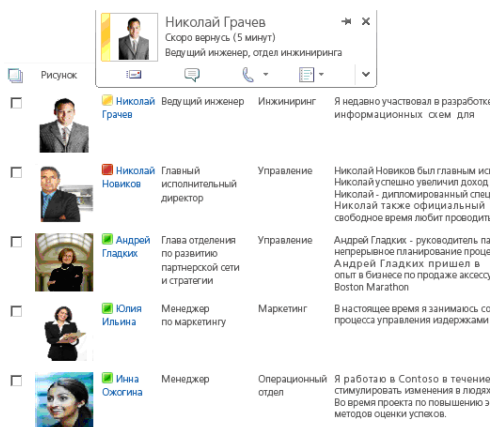 Николай Грачев
Скоро вернусь (5 минут)
Ведущий инженер, отдел инжиниринга
Рисунок
Николай Грачев
Ведущий инженер
Инжиниринг
Я недавно участвовал в разработке
информационных схем для
Николай Новиков
Главный
исполнительный
директор
Управление
Николай Новиков был главным
Николай успешно увеличил доход
Николай - дипломированный
Николай также официальный
свободное время любит проводить
Андрей Гладких
Глава отделения
по развитию
партнерской сети
и стратегии
Управление
Андрей Гладких - руководитель
непрерывное планирование
Андрей Гладких пришел в
опыт в бизнесе по продаже
Boston Marathon
Юлия Ильина
Менеджер
по маркетингу
Маркетинг
В настоящее время я занимаюсь
процесса управления издержками
Инна Ожогина
Менеджер
Операционный
отдел
Я работаю в Contoso в течение
стимулировать изменения в людях
Во время проекта по повышению
методов оценки успехов.